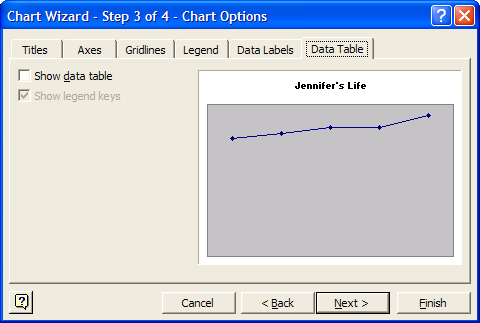 Chart Wizard - Step 3 of 4 - Chart Options
Titles Axes Gridlines Legend Data Labels Data Table
Show data table
Show legend keys
Jennifer's Life
Cancel < Back Next > Finish